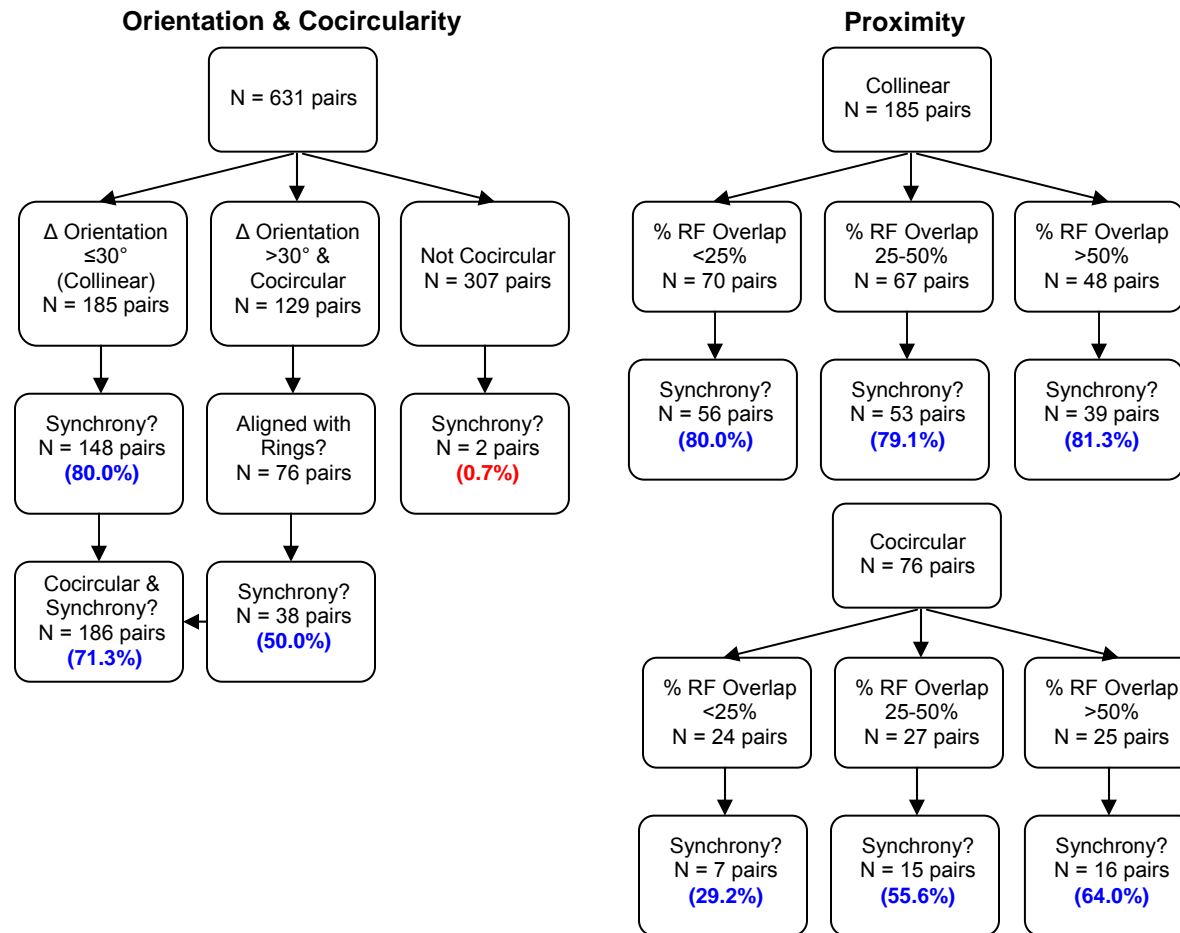 Orientation & Cocircularity
N = 631 pairs
Δ Orientation
≤30°
(Collinear)
N = 185 pairs
Δ Orientation
>30° &
Cocircular
N = 129 pairs
Not Cocircular
N = 307 pairs
Synchrony?
N = 148 pairs
(80.0%)
Aligned with
Rings?
N = 76 pairs
Synchrony?
N = 2 pairs
(0.7%)
Cocircular &
Synchrony?
N = 186 pairs
(71.3%)
Synchrony?
N = 38 pairs
(50.0%)
Proximity
Collinear
N = 185 pairs
% RF Overlap
<25%
N = 70 pairs
% RF Overlap
25-50%
N = 67 pairs
% RF Overlap
>50%
N = 48 pairs
Synchrony?
N = 56 pairs
(80.0%)
Synchrony?
N = 53 pairs
(79.1%)
Synchrony?
N = 39 pairs
(81.3%)
Cocircular
N = 76 pairs
% RF Overlap
<25%
N = 24 pairs
% RF Overlap
25-50%
N = 27 pairs
% RF Overlap
>50%
N = 25 pairs
Synchrony?
N = 7 pairs
(29.2%)
Synchrony?
N = 15 pairs
(55.6%)
Synchrony?
N = 16 pairs
(64.0%)